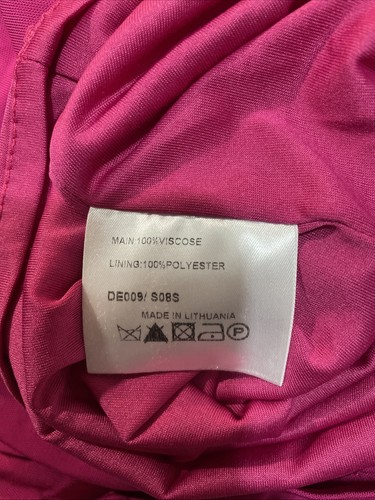 MAIN:100%VISCOSE
LINING:100%POLYESTER
DE009/ S08S
MADE IN LITHUANIA
P